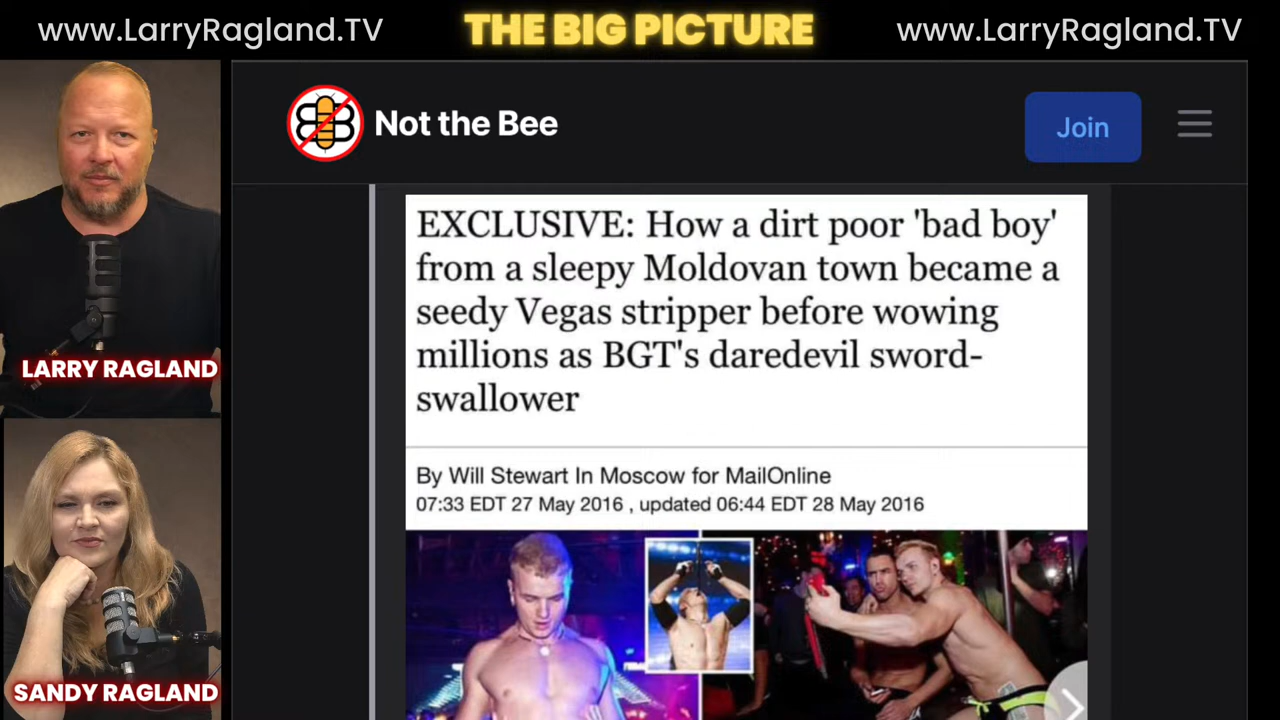 www.LarryRagland.TV
THE BIG PICTURE
www.LarryRagland.TV
Not the Bee
Join
EXCLUSIVE: How a dirt poor 'bad boy'
from a sleepy Moldovan town became a
seedy Vegas stripper before wowing
millions as BGT's daredevil sword-
swallower
By Will Stewart In Moscow for MailOnline
07:33 EDT 27 May 2016 , updated 06:44 EDT 28 May 2016
LARRY RAGLAND
SANDY RAGLAND